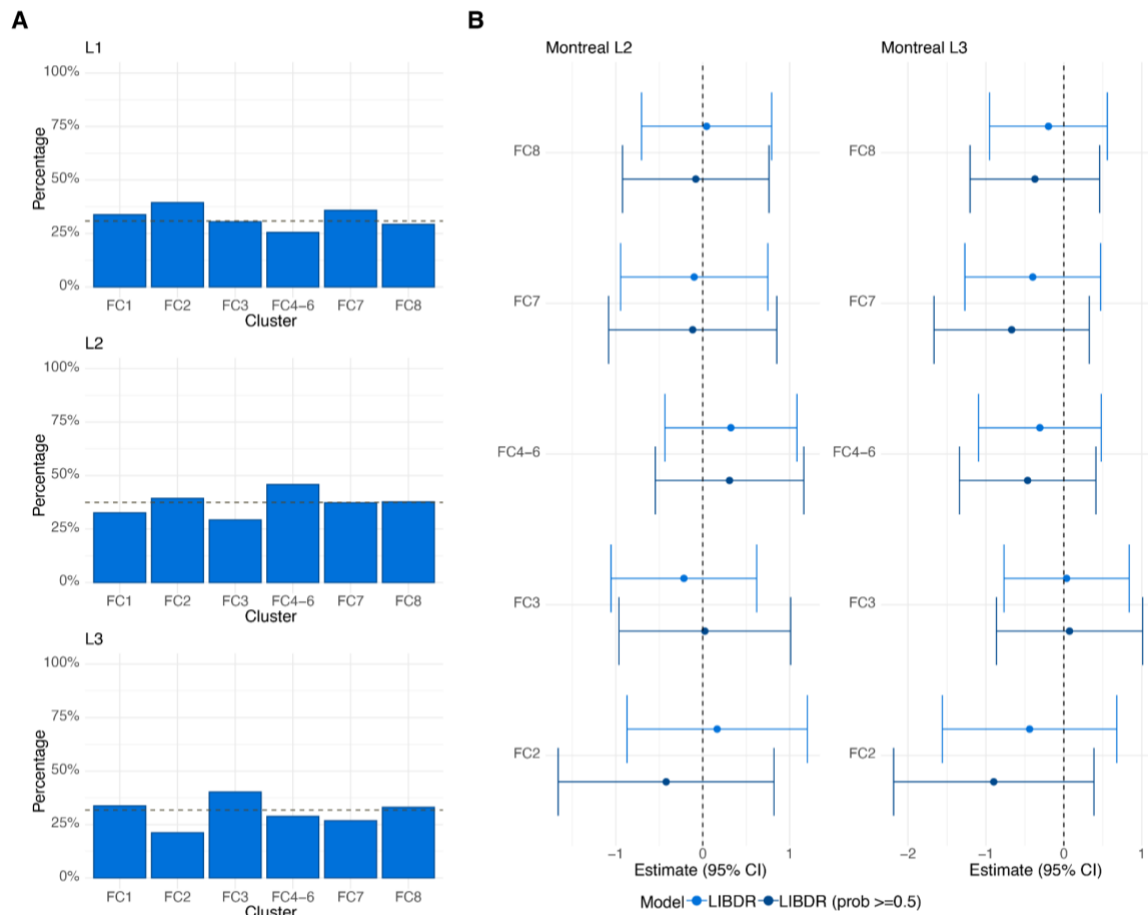 A
L1
Percentage
100%
75%
50%
25%
0%
FC1 FC2 FC3 FC4-6 FC7 FC8
Cluster
L2
Percentage
100%
75%
50%
25%
0%
FC1 FC2 FC3 FC4-6 FC7 FC8
Cluster
L3
Percentage
100%
75%
50%
25%
0%
FC1 FC2 FC3 FC4-6 FC7 FC8
Cluster
B
Montreal L2
FC8
FC7
FC4-6
FC3
FC2
-1 0 1
Estimate (95% CI)
Montreal L3
FC8
FC7
FC4-6
FC3
FC2
-2 -1 0 1
Estimate (95% CI)
Model LIBDR LIBDR (prob >=0.5)